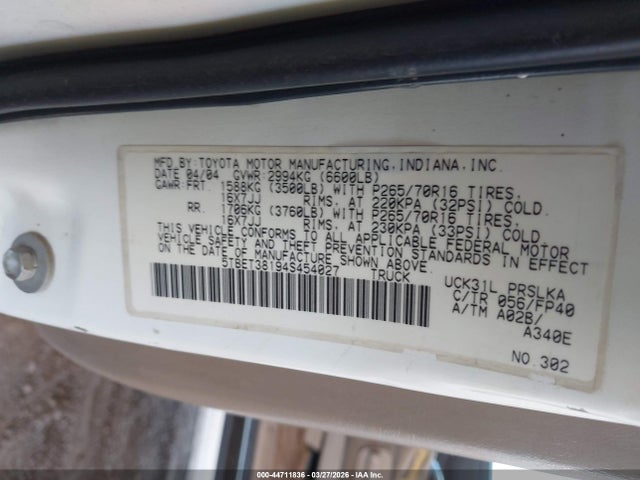 MFD.BY:TOYOTA MOTOR MANUFACTURING,INDIANA,INC.
DATE 04/04 GVWR:2994KG (6600LB)
GAWR:FRT. 1588KG (3500LB) WITH P265/70R16 TIRES.
16X7JJ RIMS, AT 220KPA (32PSI) COLD.
RR. 1706KG (3760LB) WITH P265/70R16 TIRES.
16X7JJ RIMS, AT 230KPA (33PSI) COLD.
THIS VEHICLE CONFORMS TO ALL APPLICABLE FEDERAL MOTOR
VEHICLE SAFETY AND THEFT PREVENTION STANDARDS IN EFFECT
ON THE DATE OF MANUFACTURE SHOWN ABOVE.
5TBET38194S454027 TRUCK
UCK31L PRSLKA
C/TR 056/FP40
A/TM A02B/
A340E
NO.302
000-44711836 - 03/27/2026 - IAA Inc.